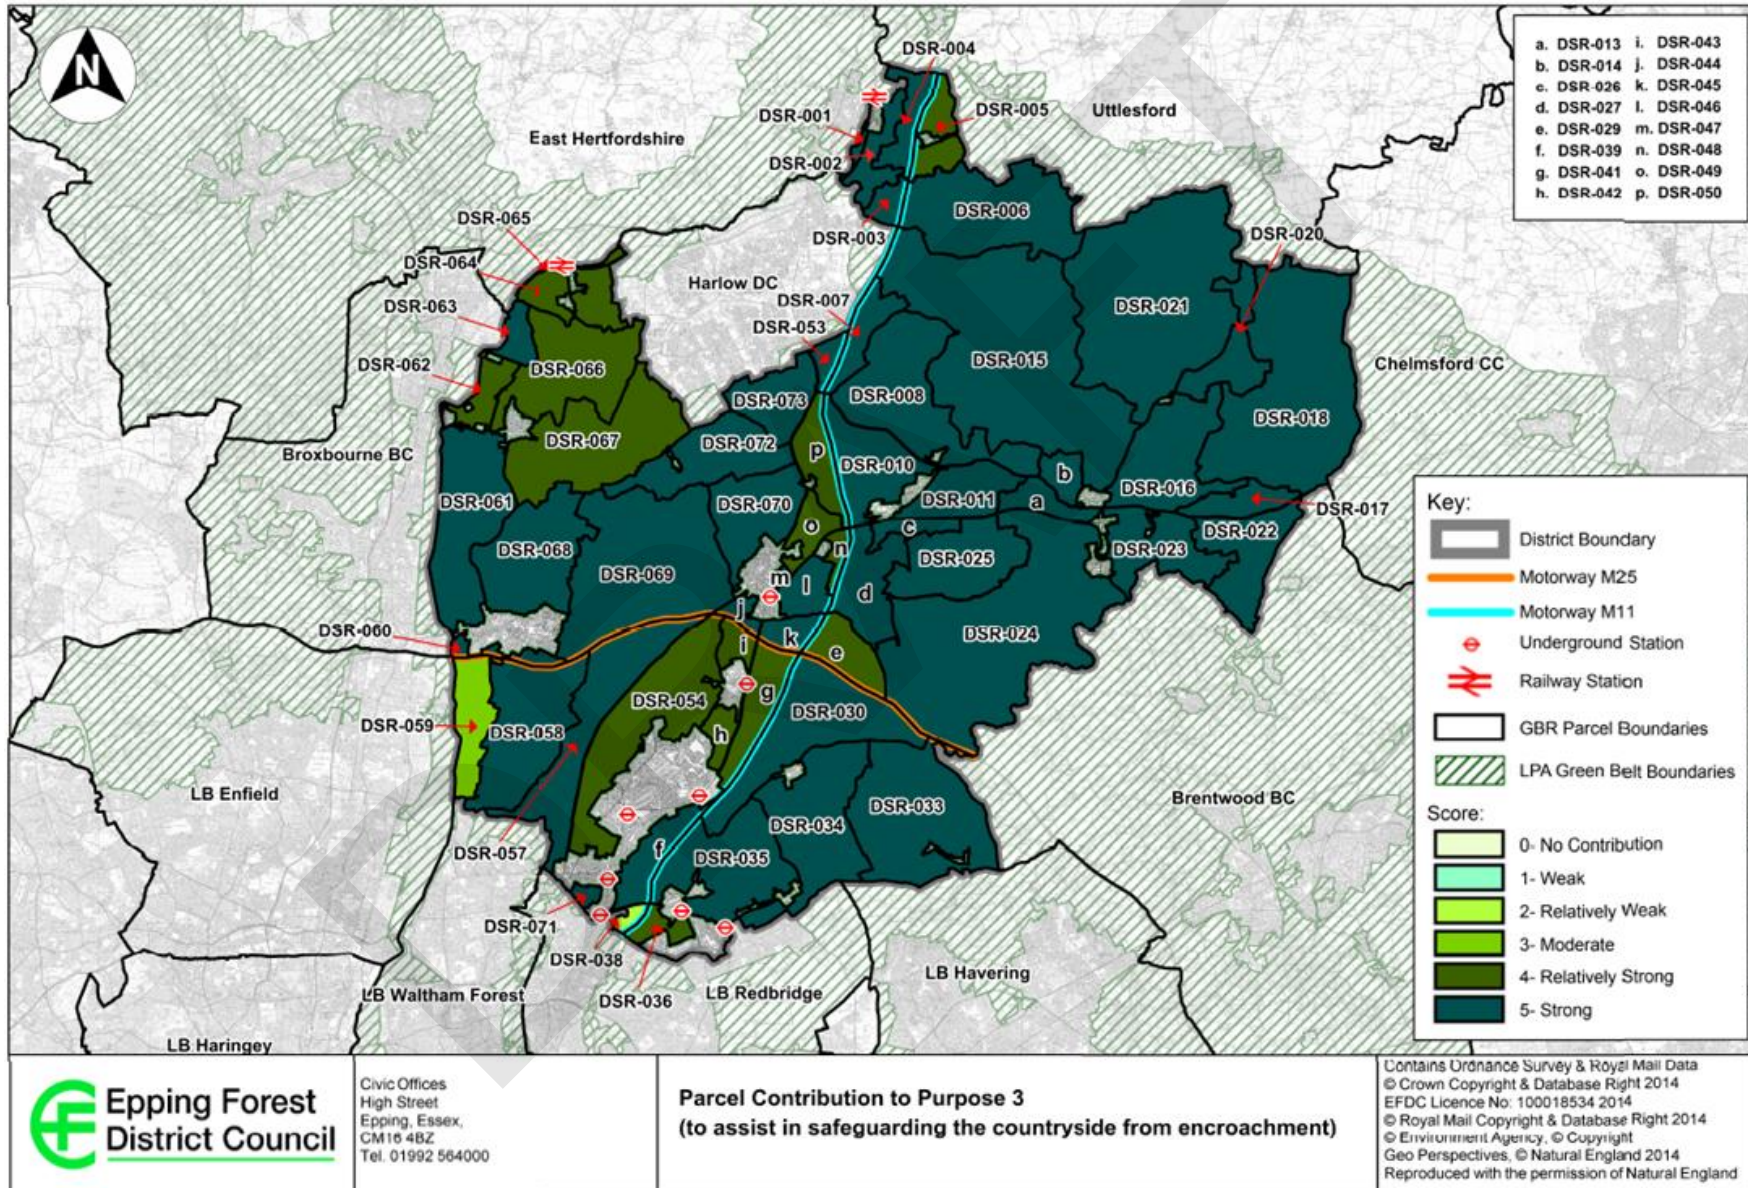 N
DSR-004
a. DSR-013 i. DSR-043
b. DSR-014 j. DSR-044
c. DSR-026 k. DSR-045
d. DSR-027 l. DSR-046
e. DSR-029 m. DSR-047
f. DSR-039 n. DSR-048
g. DSR-041 o. DSR-049
h. DSR-042 p. DSR-050
DSR-001
DSR-005
Uttlesford
East Hertfordshire
DSR-002
DSR-006
DSR-065
DSR-003
DSR-020
DSR-064
Harlow DC
DSR-007
DSR-021
DSR-063
DSR-053
DSR-015
DSR-062
DSR-066
Chelmsford CC
DSR-073
DSR-008
DSR-018
DSR-067
DSR-072
Broxbourne BC
p
DSR-010
b
DSR-061
DSR-070
DSR-011
a
DSR-016
DSR-017
o
c
DSR-022
DSR-068
n
DSR-025
DSR-023
DSR-069
m
l
d
j
DSR-060
k
DSR-024
i
e
DSR-054
g
DSR-030
DSR-059
DSR-058
h
LB Enfield
Brentwood BC
DSR-033
DSR-034
DSR-057
f
DSR-035
DSR-071
DSR-038
LB Havering
LB Waltham Forest
DSR-036
LB Redbridge
LB Haringey
Key:
District Boundary
Motorway M25
Motorway M11
Underground Station
Railway Station
GBR Parcel Boundaries
LPA Green Belt Boundaries
Score:
0- No Contribution
1- Weak
2- Relatively Weak
3- Moderate
4- Relatively Strong
5- Strong
Epping Forest
District Council
Civic Offices
High Street
Epping, Essex,
CM16 4BZ
Tel. 01992 564000
Parcel Contribution to Purpose 3
(to assist in safeguarding the countryside from encroachment)
Contains Ordnance Survey & Royal Mail Data
© Crown Copyright & Database Right 2014
EFDC Licence No: 100018534 2014
© Royal Mail Copyright & Database Right 2014
© Environment Agency, © Copyright
Geo Perspectives, © Natural England 2014
Reproduced with the permission of Natural England